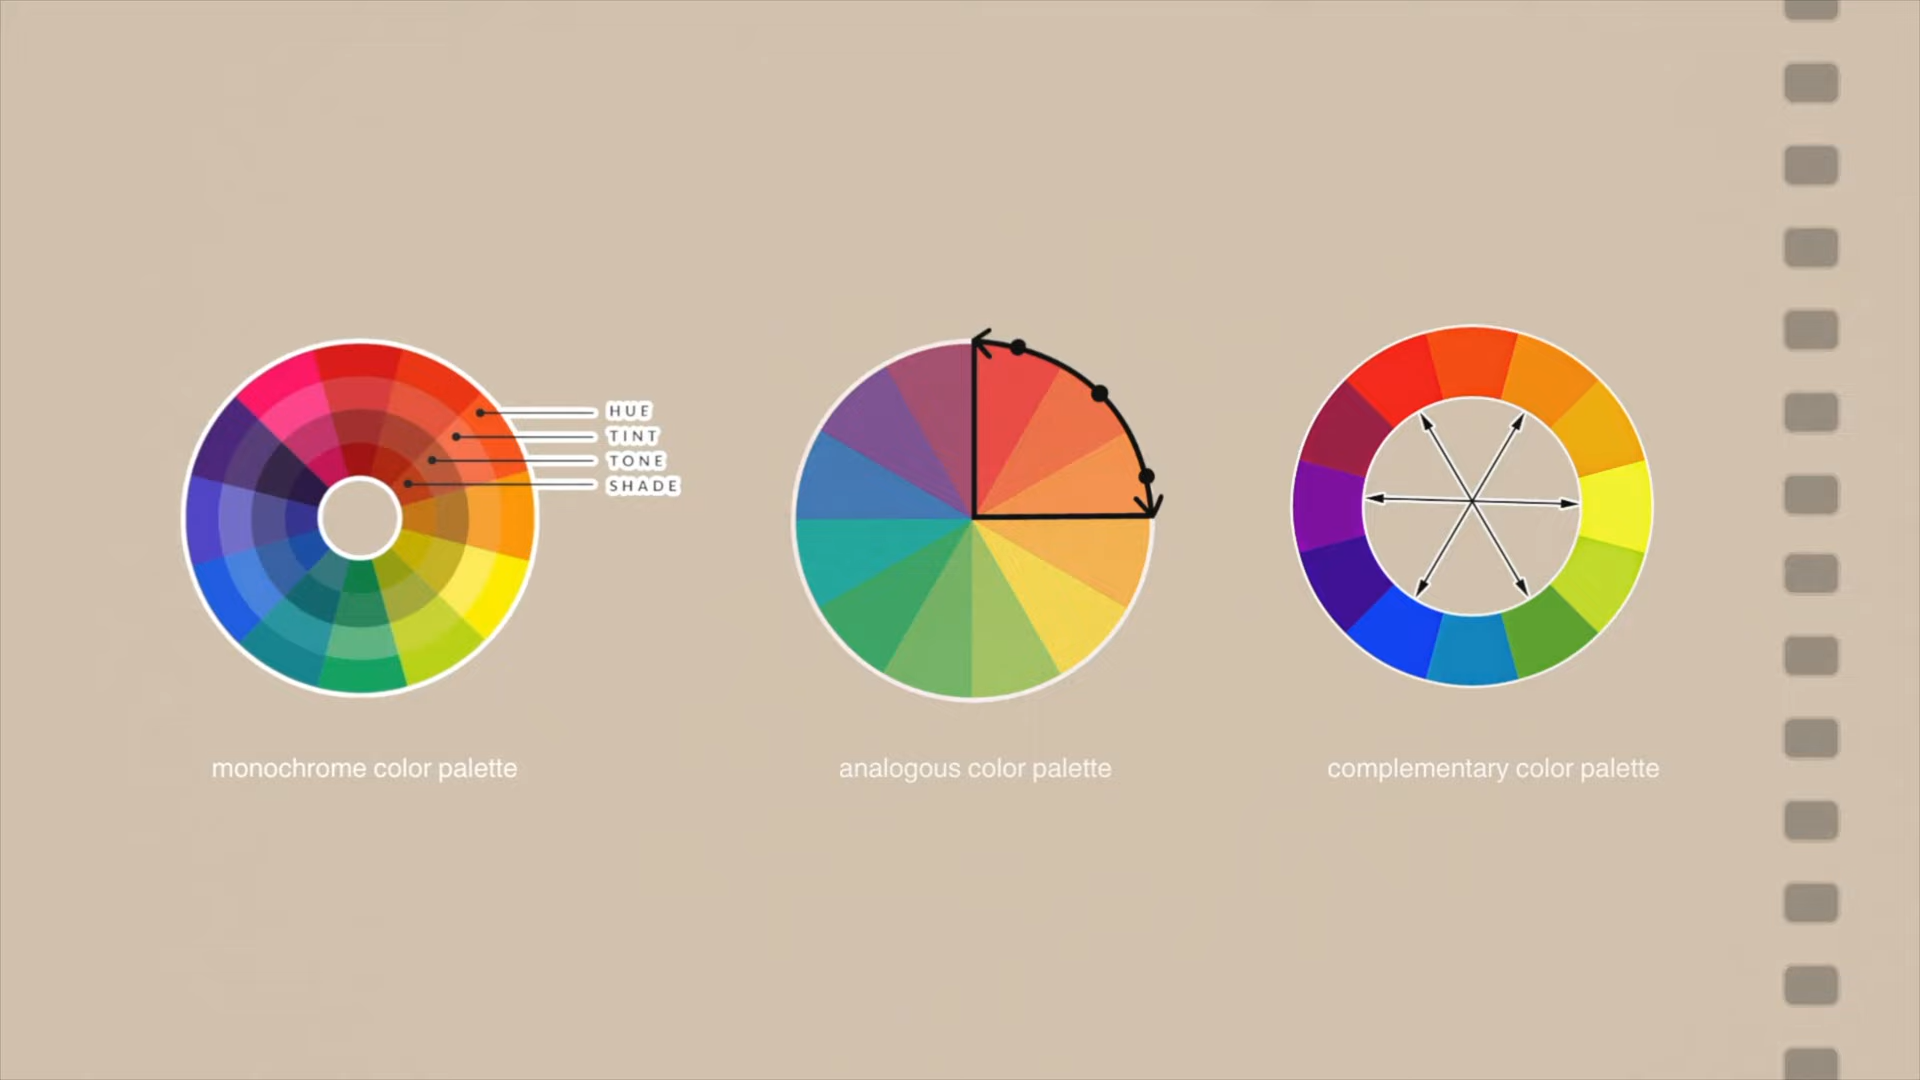 HUE
TINT
TONE
SHADE
monochrome color palette
analogous color palette
complementary color palette